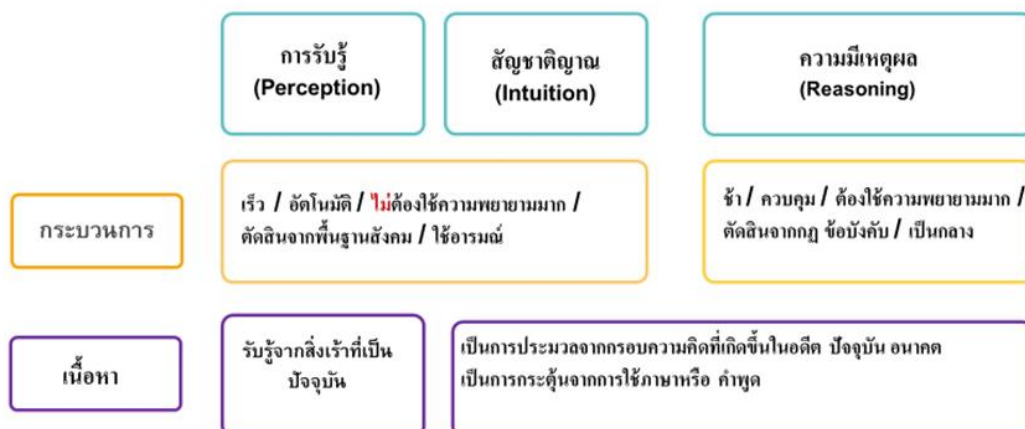 การรับรู้
(Perception)
สัญชาติญาณ
(Intuition)
ความมีเหตุผล
(Reasoning)
กระบวนการ
เร็ว / อัตโนมัติ / ไม่ต้องใช้ความพยายามมาก /
ตัดสินจากพื้นฐานสังคม / ใช้อารมณ์
ช้า / ควบคุม / ต้องใช้ความพยายามมาก /
ตัดสินจากกฏ ข้อบังคับ / เป็นกลาง
เนื้อหา
รับรู้จากสิ่งเร้าที่เป็น
ปัจจุบัน
เป็นการประมวลจากกรอบความคิดที่เกิดขึ้นในอดีต ปัจจุบัน อนาคต
เป็นการกระตุ้นจากการใช้ภาษาหรือ คำพูด